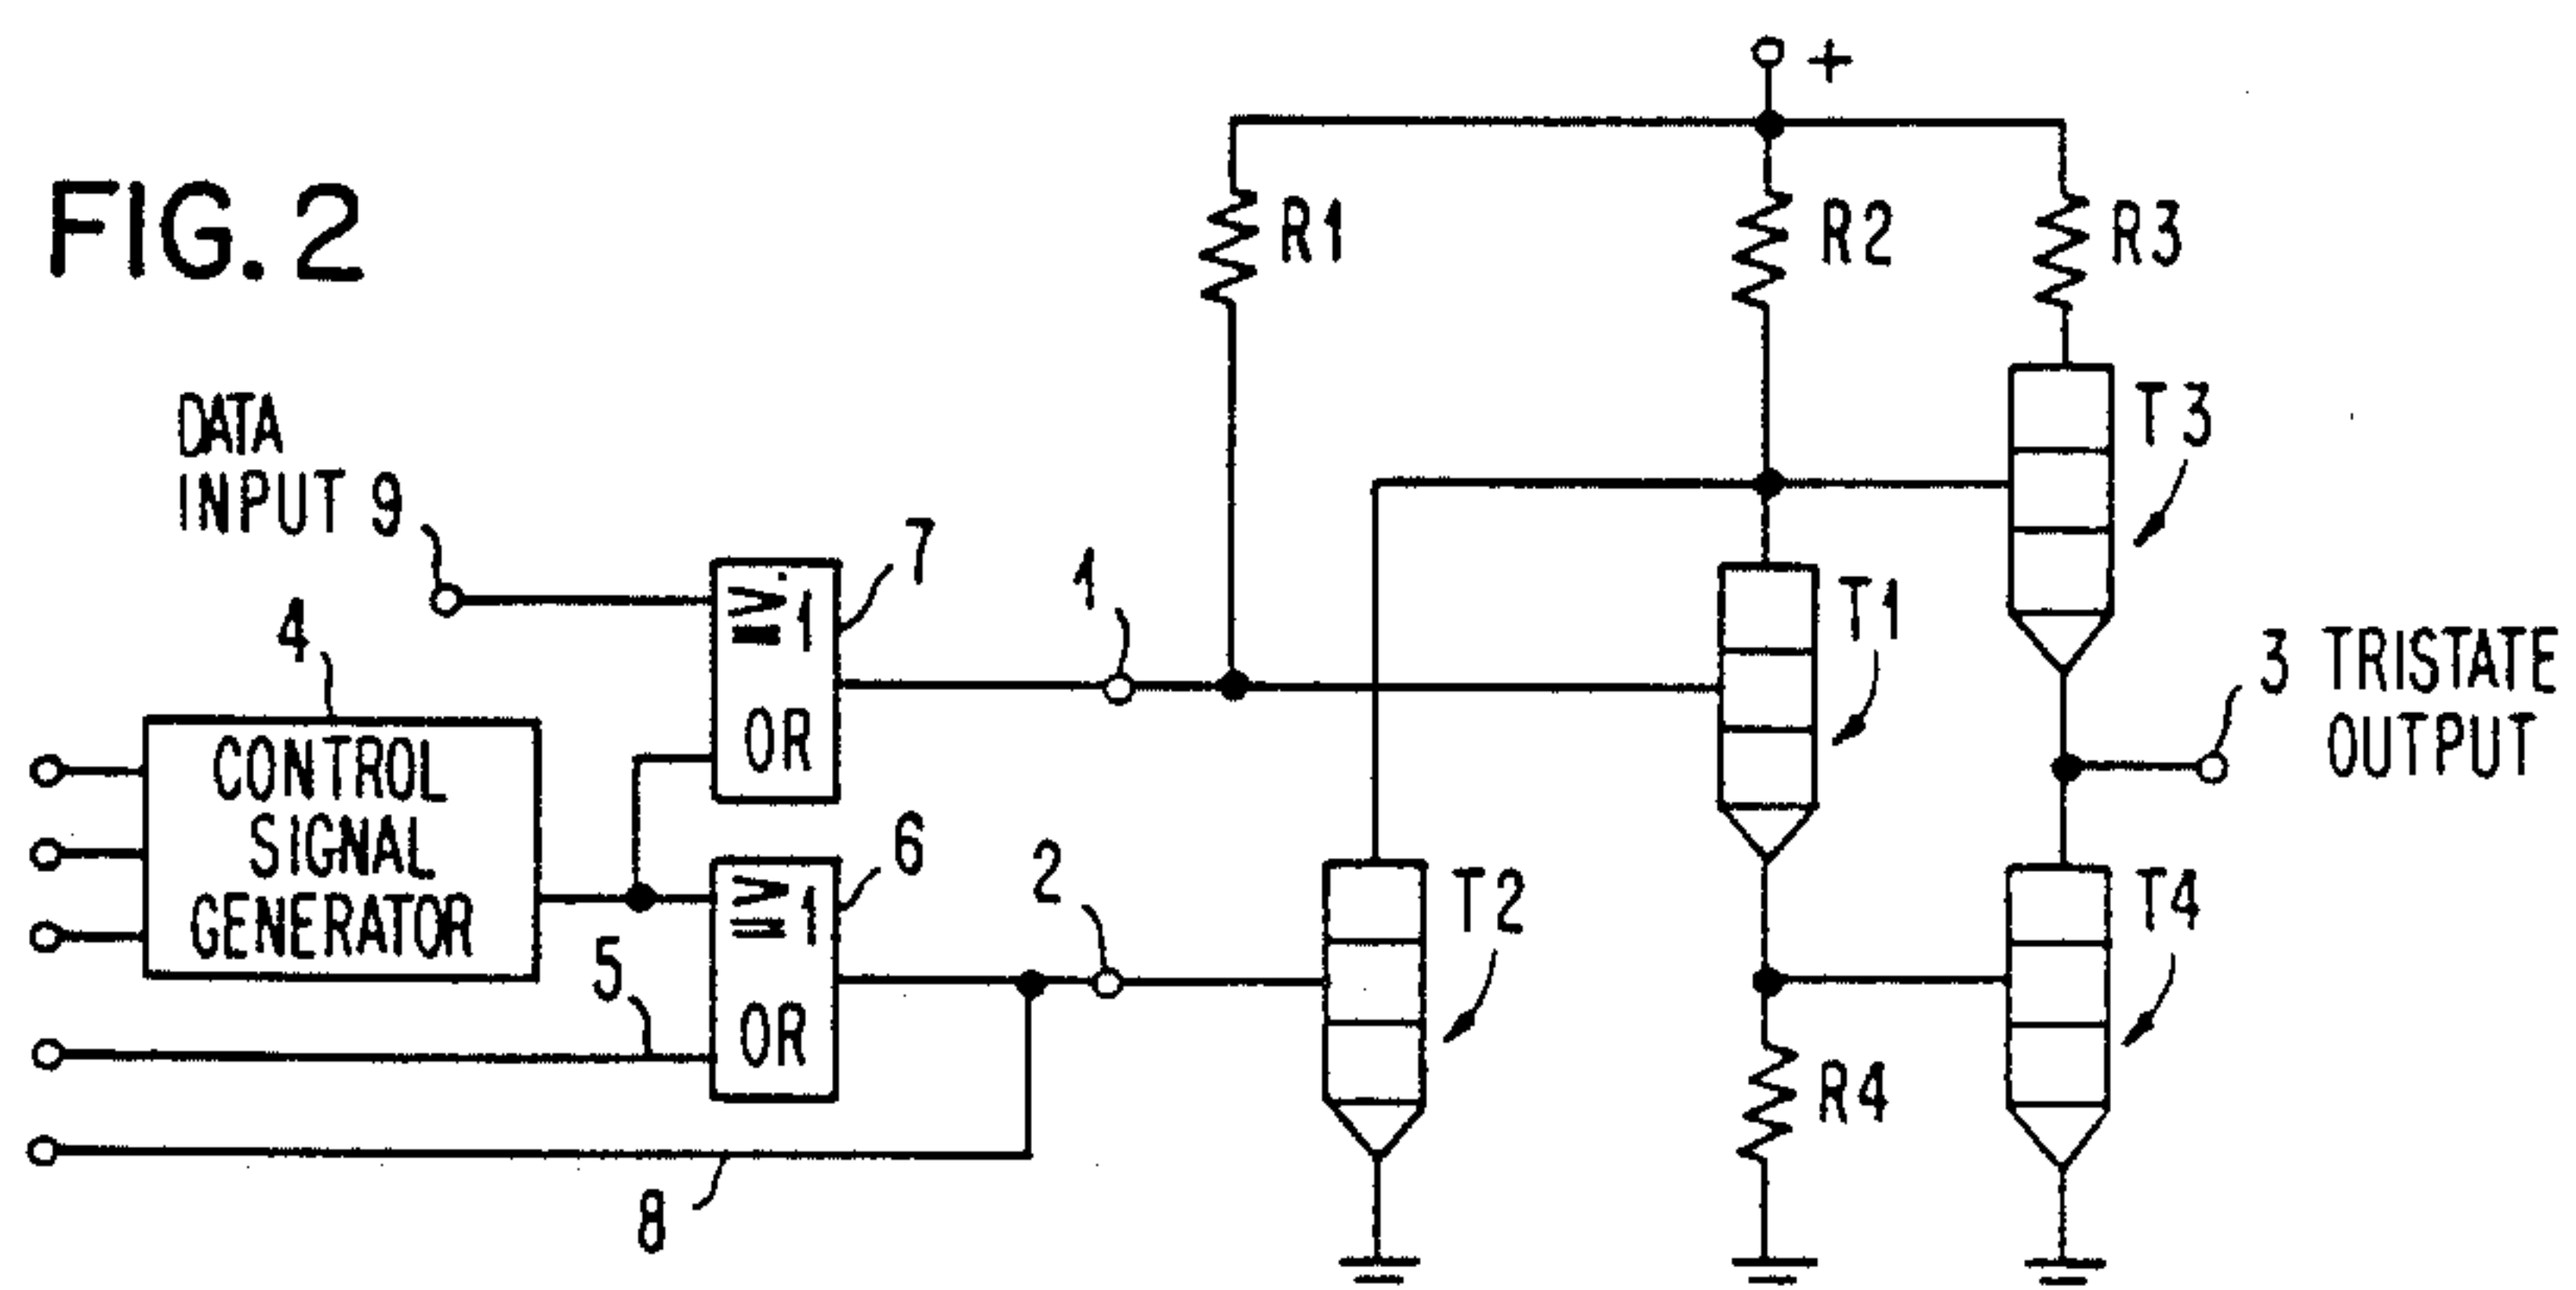 FIG. 2
+
R1
R2
R3
DATA
INPUT 9
T3
7
1
T1
4
≥1
OR
3 TRISTATE
OUTPUT
CONTROL
SIGNAL
GENERATOR
6
2
≥1
OR
T2
T4
5
R4
8